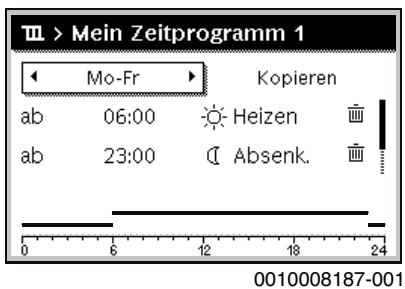 > Mein Zeitprogramm 1
Mo-Fr Kopieren
ab 06:00 Heizen
ab 23:00 Absenk.
0 6 12 18 24
0010008187-001